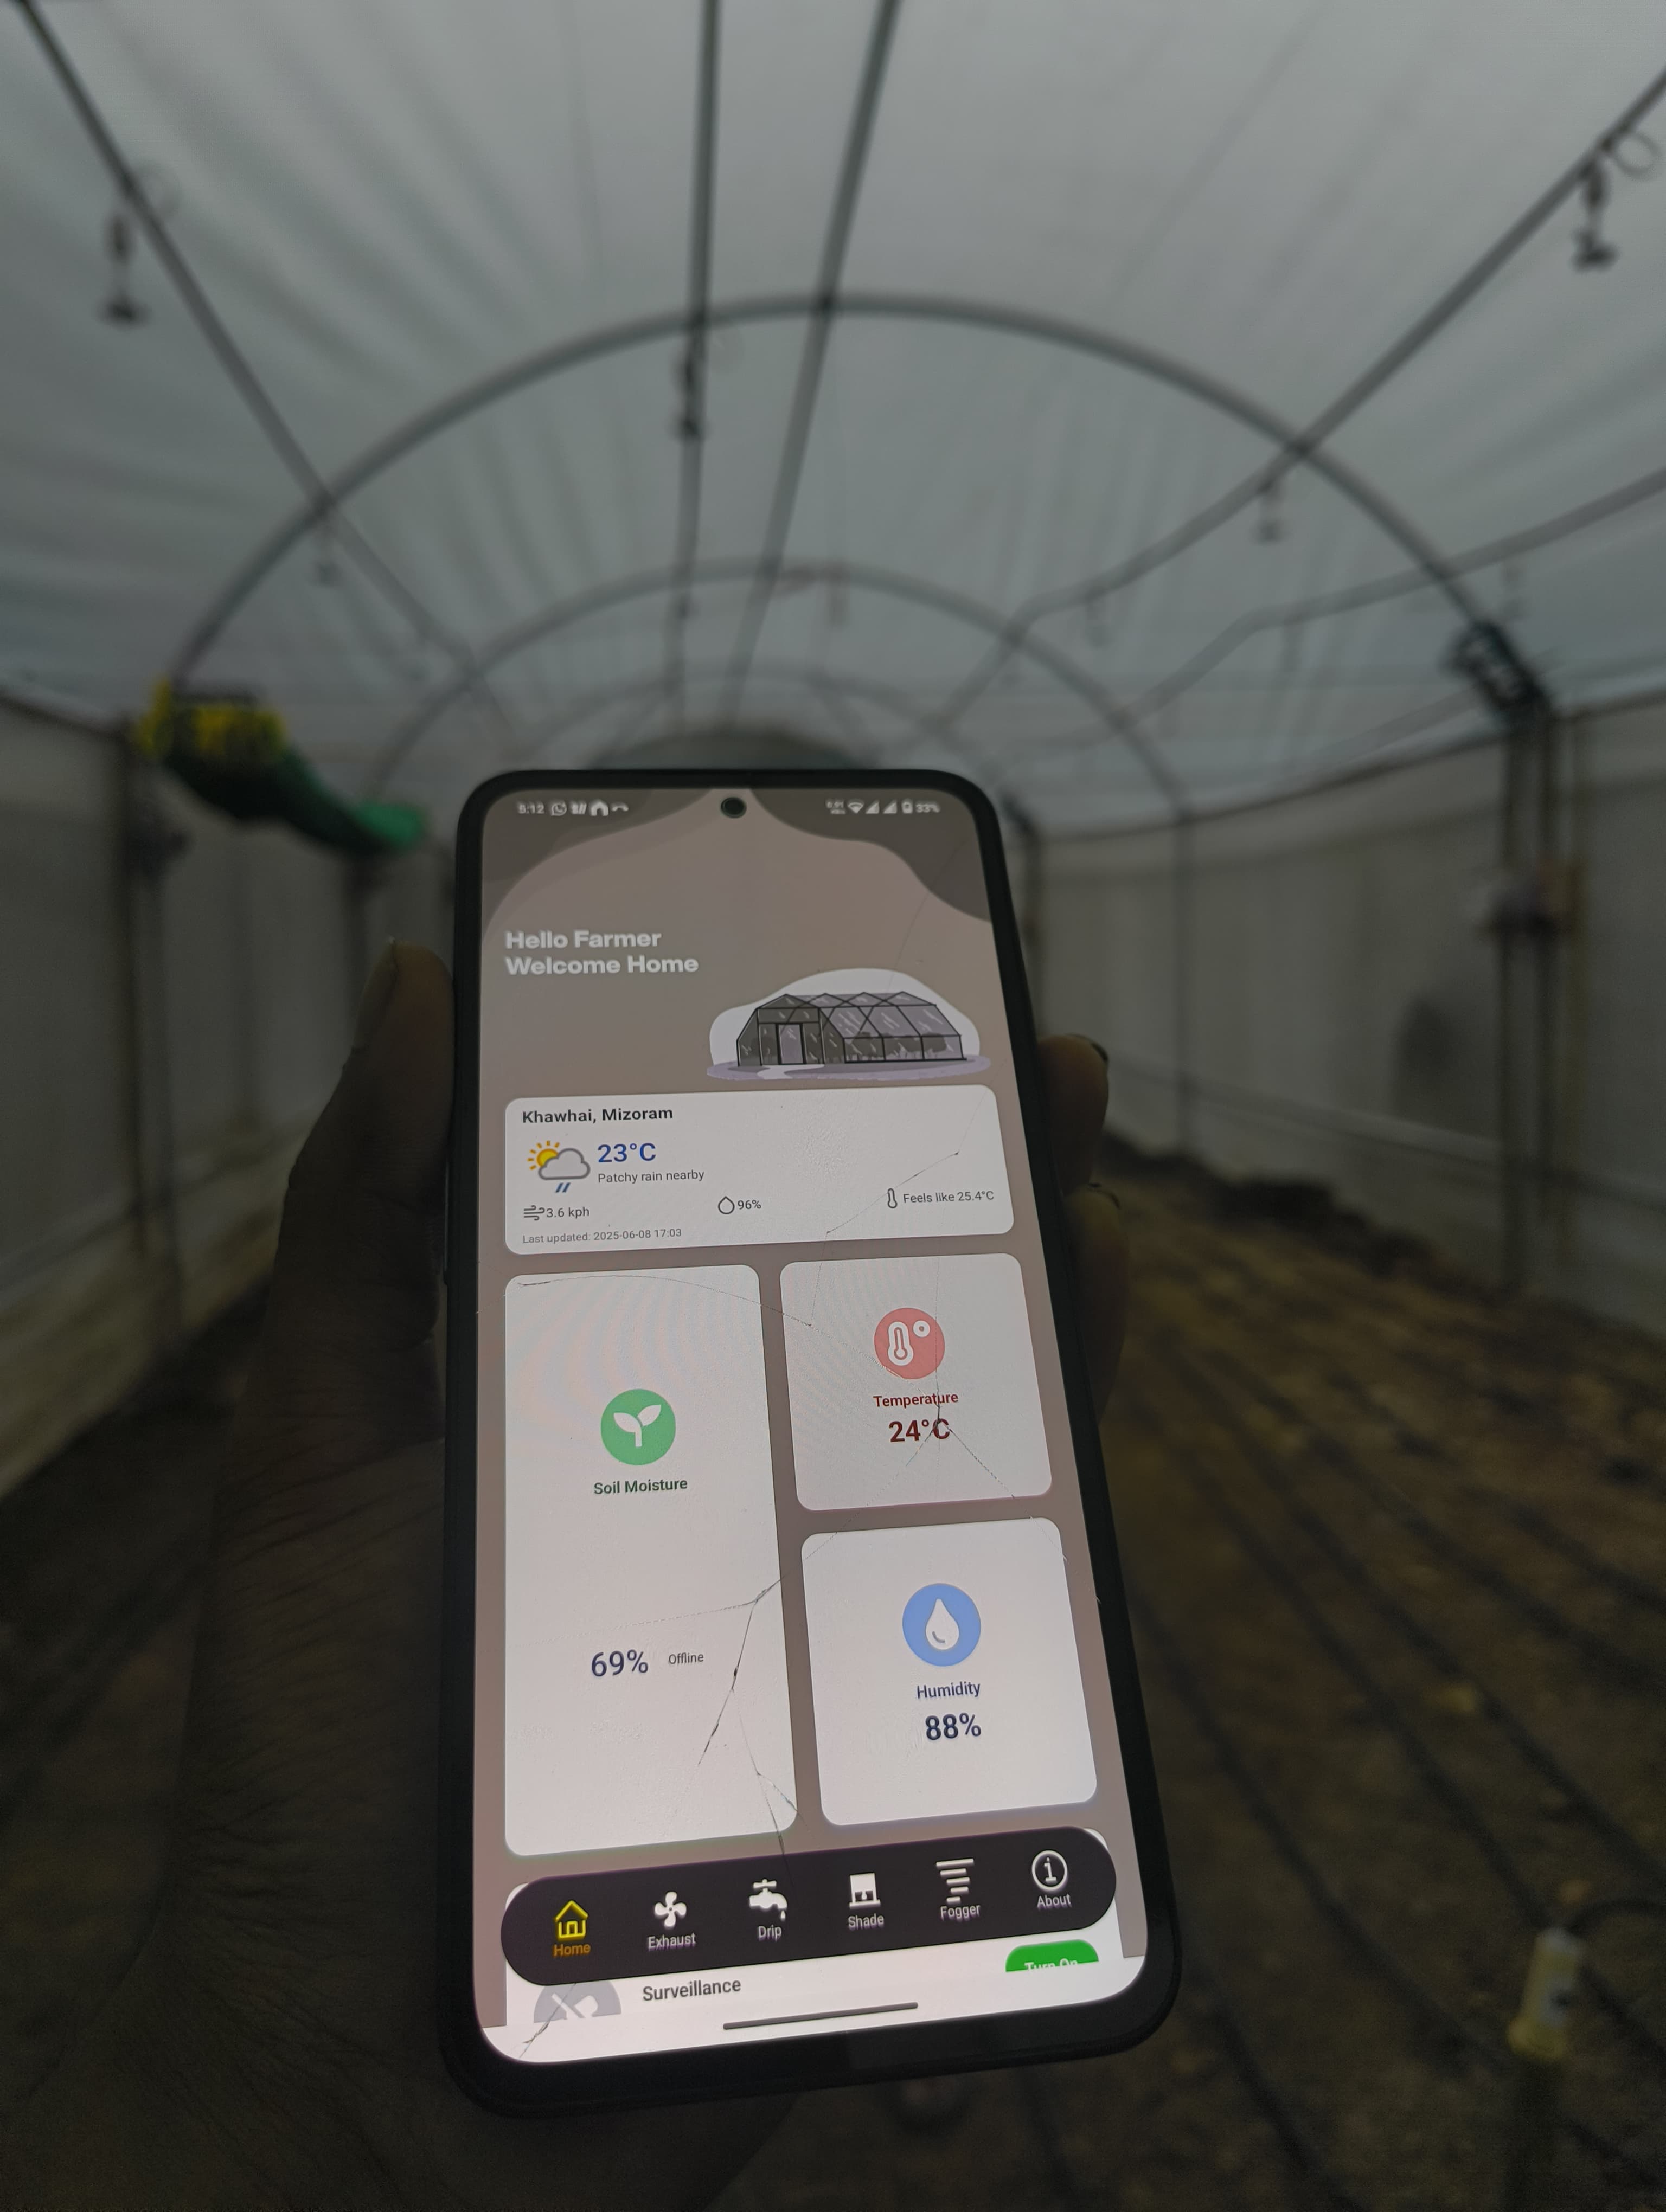 5:12
33%
Hello Farmer
Welcome Home
Khawhai, Mizoram
23°C
Patchy rain nearby
3.6 kph
96%
Feels like 25.4°C
Last updated: 2025-06-08 17:03
Soil Moisture
69% Offline
Temperature
24°C
Humidity
88%
Home
Exhaust
Drip
Shade
Fogger
About
Surveillance
Turn On